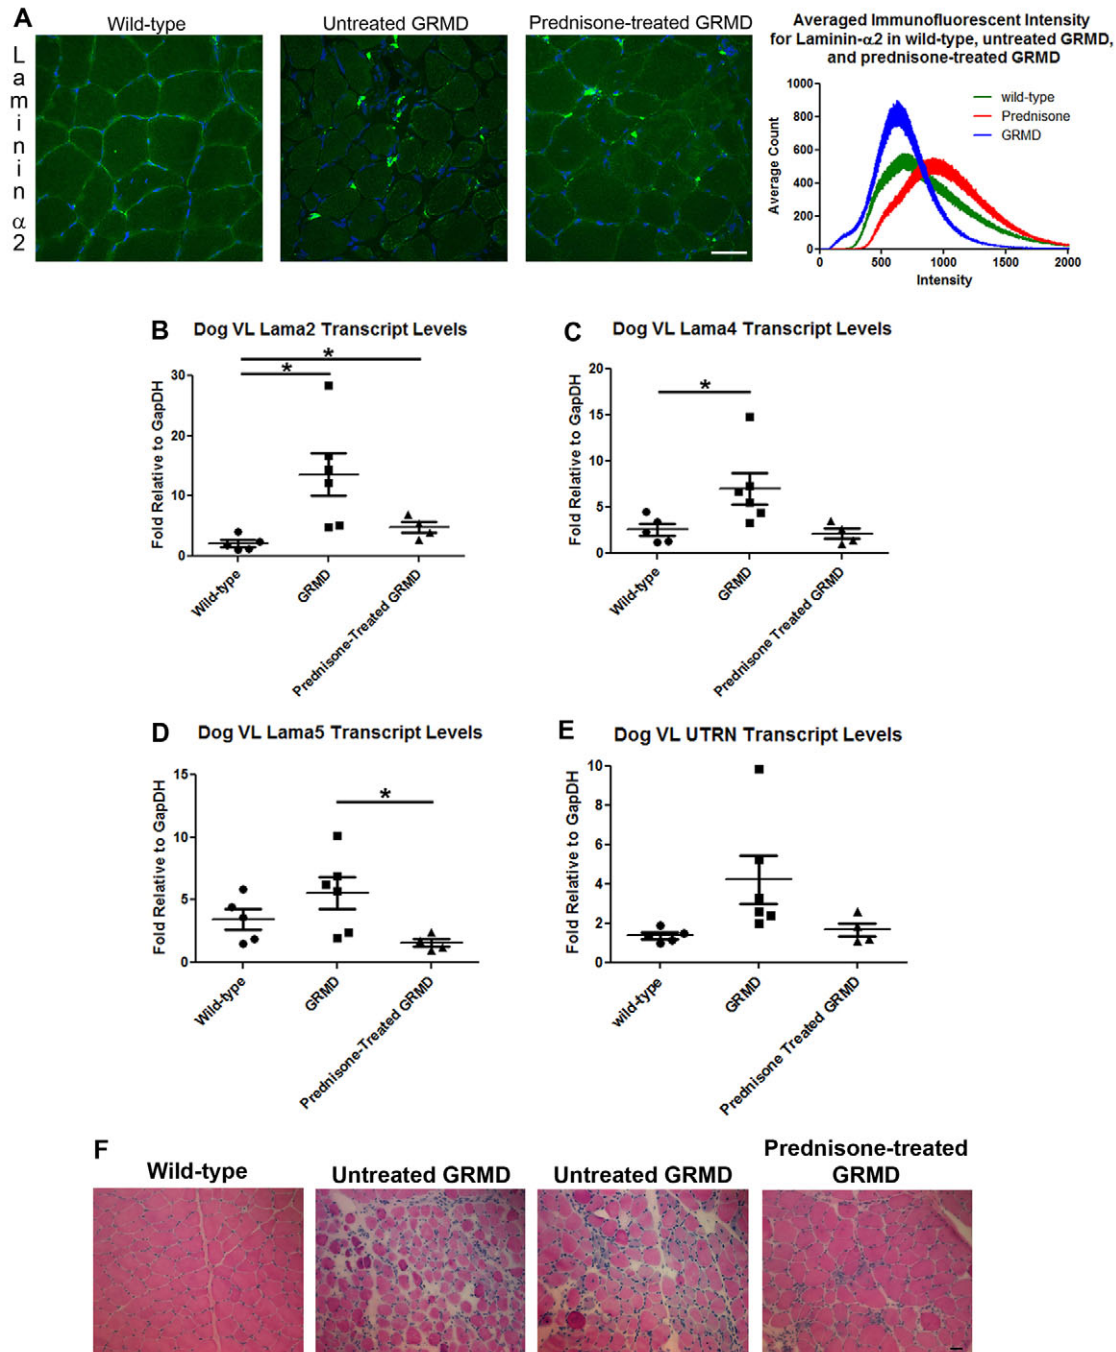 A
Wild-type
Untreated GRMD
Prednisone-treated GRMD
Laminin α2
Averaged Immunofluorescent Intensity
for Laminin-α2 in wild-type, untreated GRMD,
and prednisone-treated GRMD
1000
800
600
400
200
0
Average Count
wild-type
Prednisone
GRMD
0 500 1000 1500 2000
Intensity
B
Dog VL Lama2 Transcript Levels
Fold Relative to GapDH
30
20
10
0
*
*
Wild-type
GRMD
Prednisone-Treated GRMD
C
Dog VL Lama4 Transcript Levels
Fold Relative to GapDH
20
15
10
5
0
*
Wild-type
GRMD
Prednisone Treated GRMD
D
Dog VL Lama5 Transcript Levels
Fold Relative to GapDH
15
10
5
0
*
Wild-type
GRMD
Prednisone-Treated GRMD
E
Dog VL UTRN Transcript Levels
Fold Relative to GapDH
10
8
6
4
2
0
wild-type
GRMD
Prednisone Treated GRMD
F
Wild-type
Untreated GRMD
Untreated GRMD
Prednisone-treated
GRMD